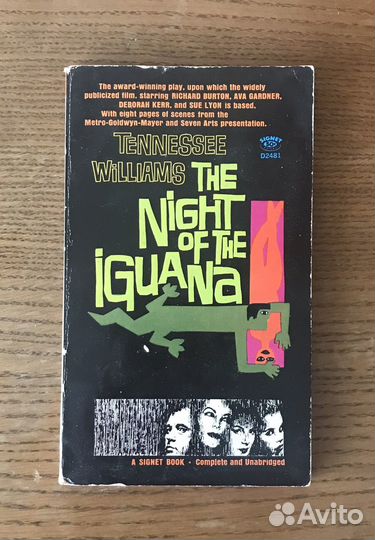 The award-winning play, upon which the widely
publicized film, starring RICHARD BURTON, AVA GARDNER,
DEBORAH KERR, and SUE LYON is based.
With eight pages of scenes from the
Metro-Goldwyn-Mayer and Seven Arts presentation.
TENNESSEE
WILLIAMS THE
NIGHT
OF THE
IGUANA
SIGNET
50¢
D2481
A SIGNET BOOK • Complete and Unabridged
Avito